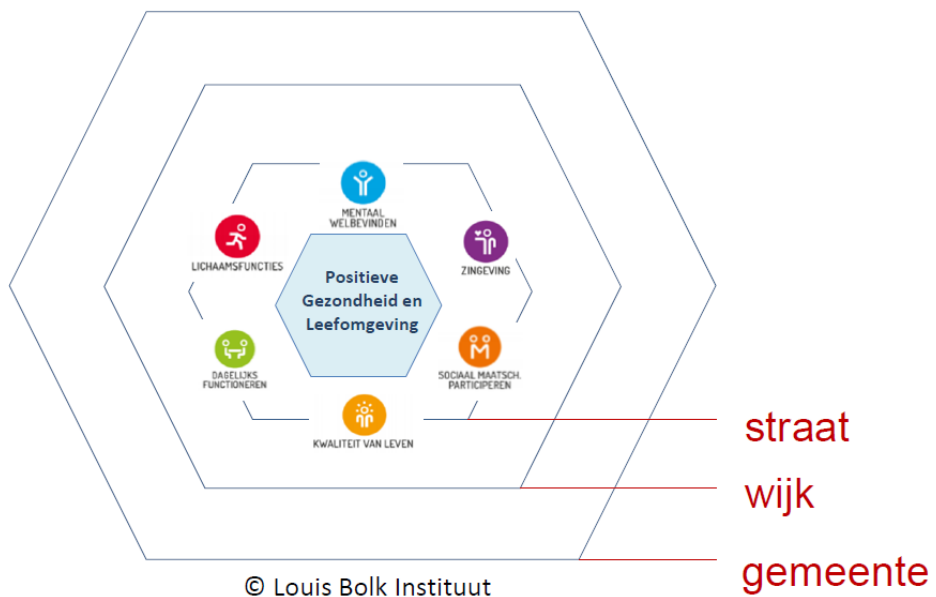 MENTAAL
WELBEVINDEN
LICHAAMSFUNCTIES
ZINGEVING
Positieve
Gezondheid en
Leefomgeving
DAGELIJKS
FUNCTIONEREN
SOCIAAL MAATSCH.
PARTICIPEREN
KWALITEIT VAN LEVEN
straat
wijk
gemeente
© Louis Bolk Instituut